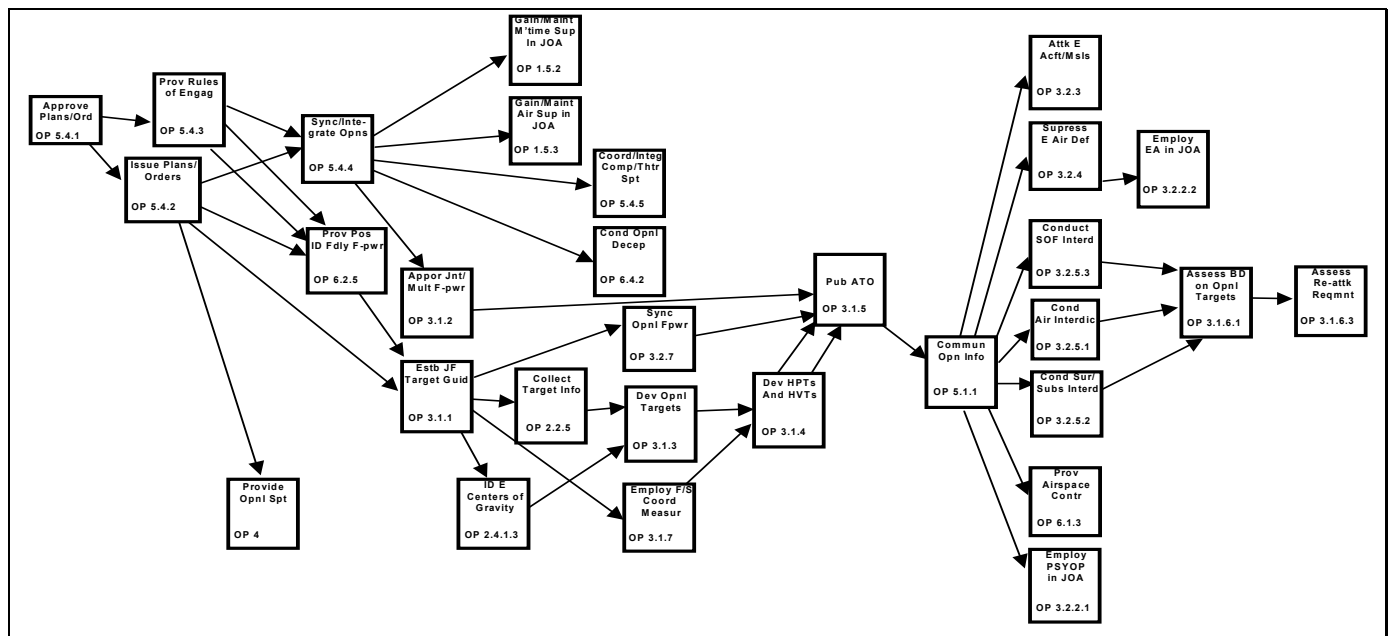 Approve
Plans/Ord
OP 5.4.1
Prov Rules
of Engag
OP 5.4.3
Issue Plans/
Orders
OP 5.4.2
Sync/Inte-
grate Opns
OP 5.4.4
Prov Pos
ID Fdly F-pwr
OP 6.2.5
Provide
Opnl Spt
OP 4
Gain/Maint
M'time Sup
In JOA
OP 1.5.2
Gain/Maint
Air Sup in
JOA
OP 1.5.3
Coord/Integ
Comp/Thtr
Spt
OP 5.4.5
Cond Opnl
Decep
OP 6.4.2
Appor Jnt/
Mult F-pwr
OP 3.1.2
Estb JF
Target Guid
OP 3.1.1
Sync
Opnl Fpwr
OP 3.2.7
Collect
Target Info
OP 2.2.5
Dev Opnl
Targets
OP 3.1.3
ID E
Centers of
Gravity
OP 2.4.1.3
Employ F/S
Coord
Measur
OP 3.1.7
Dev HPTs
And HVTs
OP 3.1.4
Pub ATO
OP 3.1.5
Commun
Opn Info
OP 5.1.1
Attk E
Acft/Msls
OP 3.2.3
Supress
E Air Def
OP 3.2.4
Employ
EA in JOA
OP 3.2.2.2
Conduct
SOF Interd
OP 3.2.5.3
Cond
Air Interdic
OP 3.2.5.1
Cond Sur/
Subs Interd
OP 3.2.5.2
Assess BD
on Opnl
Targets
OP 3.1.6.1
Assess
Re-attk
Reqmnt
OP 3.1.6.3
Prov
Airspace
Contr
OP 6.1.3
Employ
PSYOP
in JOA
OP 3.2.2.1